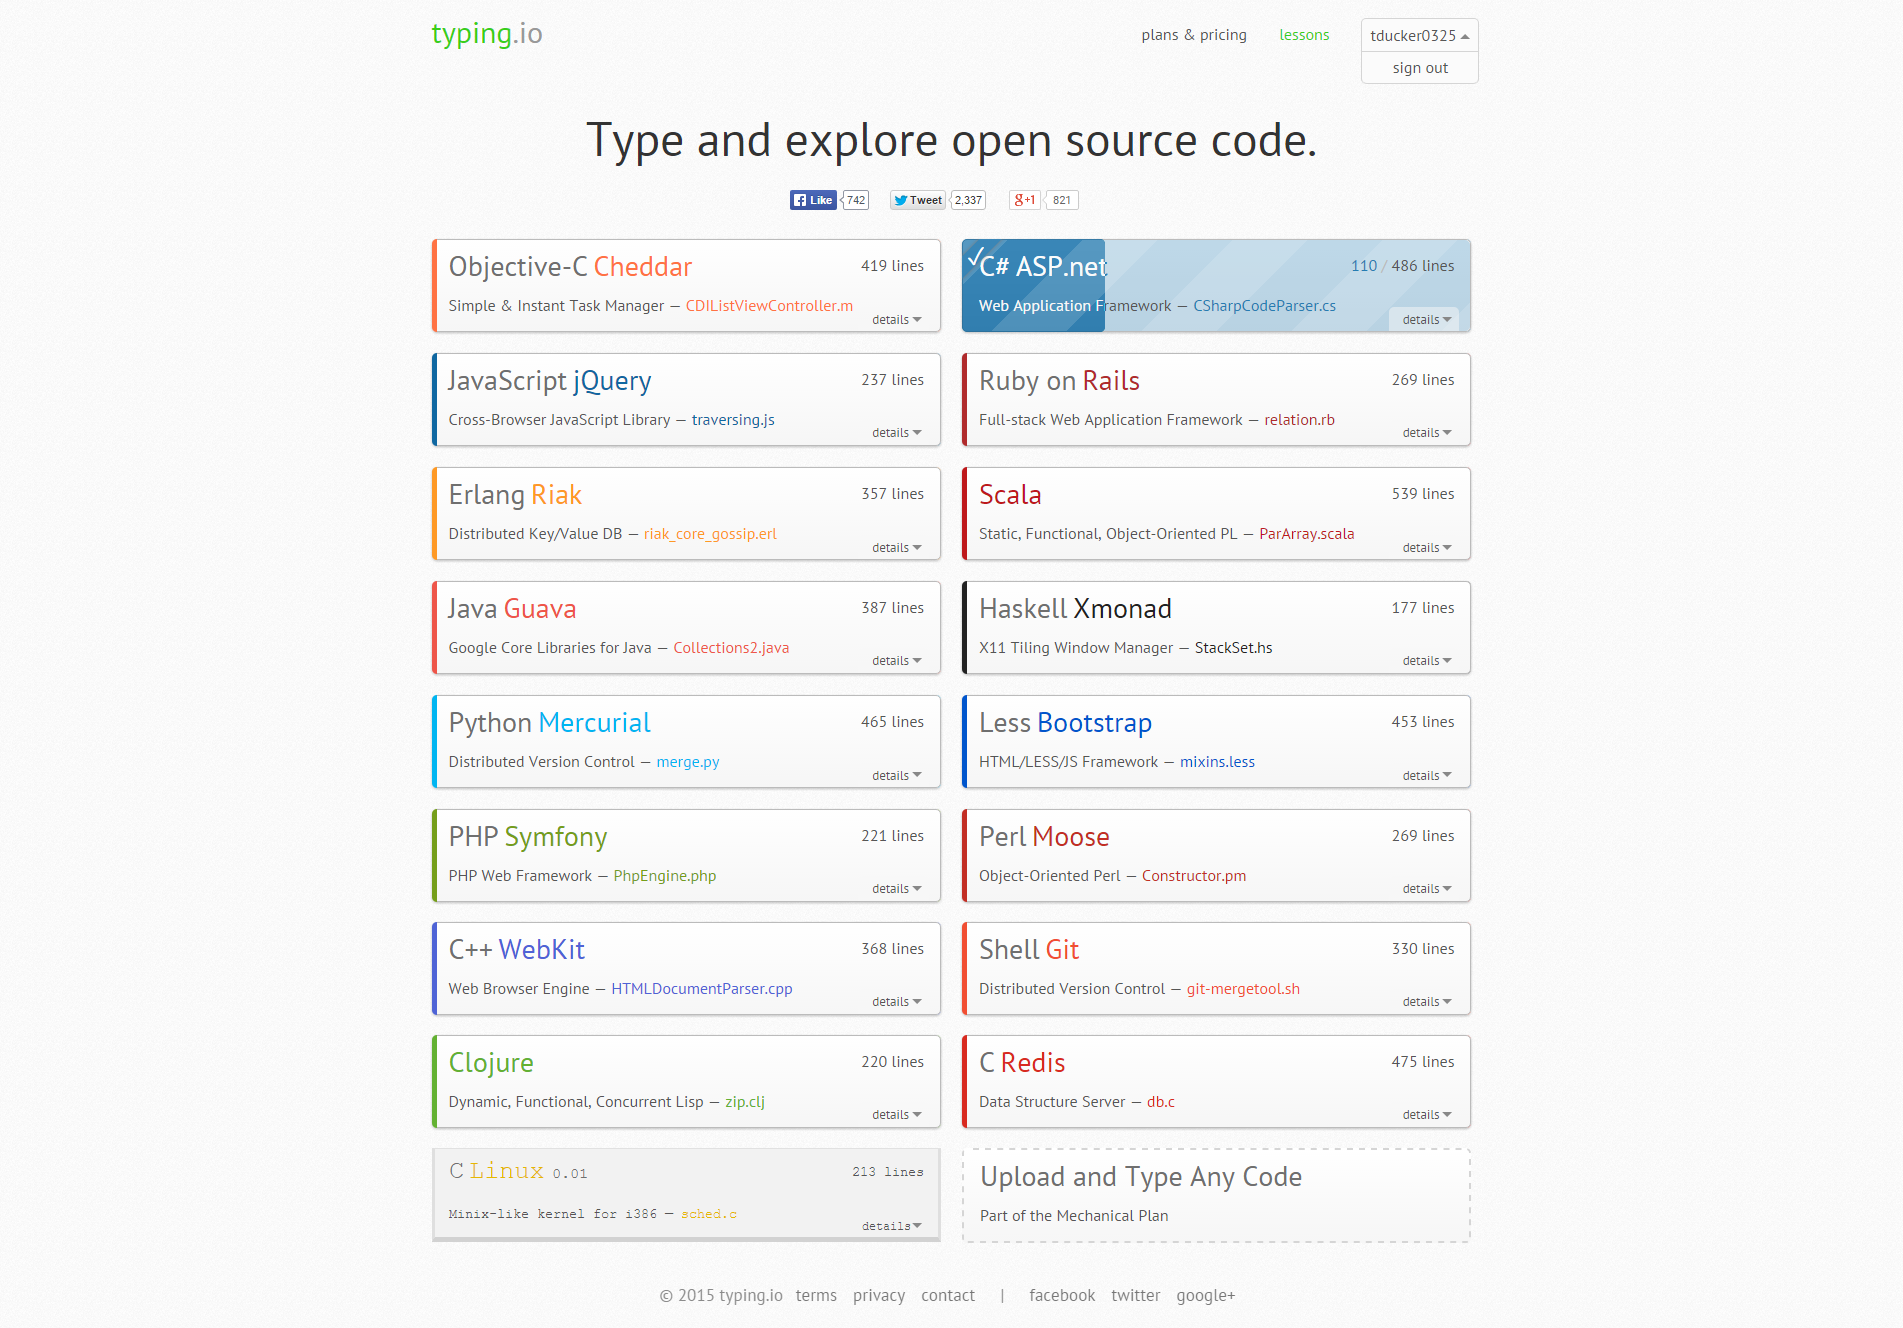 typing.io
plans & pricing lessons tducker0325
sign out
Type and explore open source code.
Like 742 Tweet 2,337 g+1 821
Objective-C Cheddar 419 lines
Simple & Instant Task Manager — CDIListViewController.m
details
C# ASP.net 110 / 486 lines
Web Application Framework — CSharpCodeParser.cs
details
JavaScript jQuery 237 lines
Cross-Browser JavaScript Library — traversing.js
details
Ruby on Rails 269 lines
Full-stack Web Application Framework — relation.rb
details
Erlang Riak 357 lines
Distributed Key/Value DB — riak_core_gossip.erl
details
Scala 539 lines
Static, Functional, Object-Oriented PL — ParArray.scala
details
Java Guava 387 lines
Google Core Libraries for Java — Collections2.java
details
Haskell Xmonad 177 lines
X11 Tiling Window Manager — StackSet.hs
details
Python Mercurial 465 lines
Distributed Version Control — merge.py
details
Less Bootstrap 453 lines
HTML/LESS/JS Framework — mixins.less
details
PHP Symfony 221 lines
PHP Web Framework — PhpEngine.php
details
Perl Moose 269 lines
Object-Oriented Perl — Constructor.pm
details
C++ WebKit 368 lines
Web Browser Engine — HTMLDocumentParser.cpp
details
Shell Git 330 lines
Distributed Version Control — git-mergetool.sh
details
Clojure 220 lines
Dynamic, Functional, Concurrent Lisp — zip.clj
details
C Redis 475 lines
Data Structure Server — db.c
details
C Linux 0.01 213 lines
Minix-like kernel for i386 — sched.c
details
Upload and Type Any Code
Part of the Mechanical Plan
© 2015 typing.io terms privacy contact | facebook twitter google+